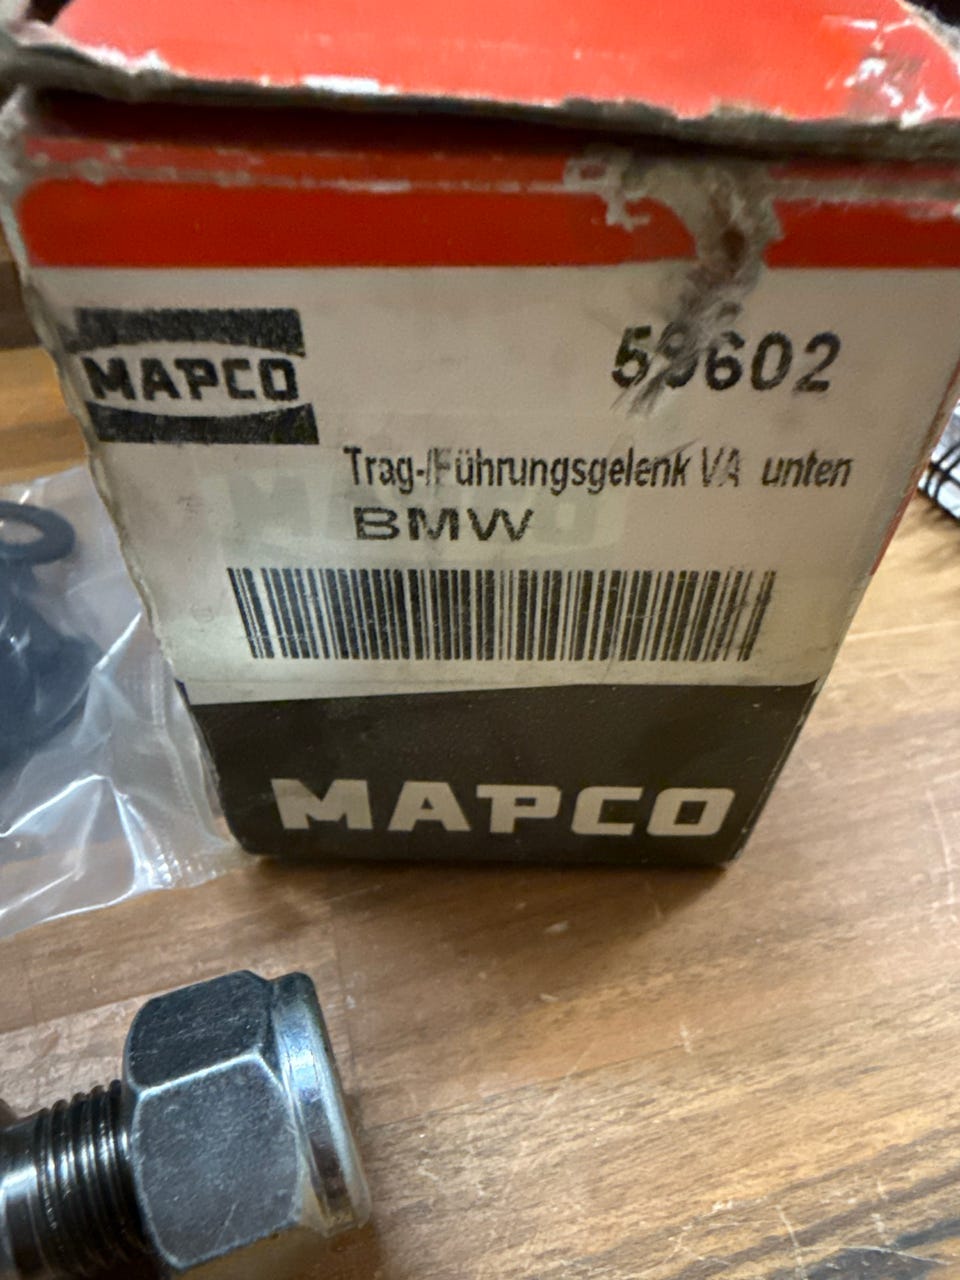 MAPCO
Trag-/Führungsgelenk VA unten
BMW
MAPCO